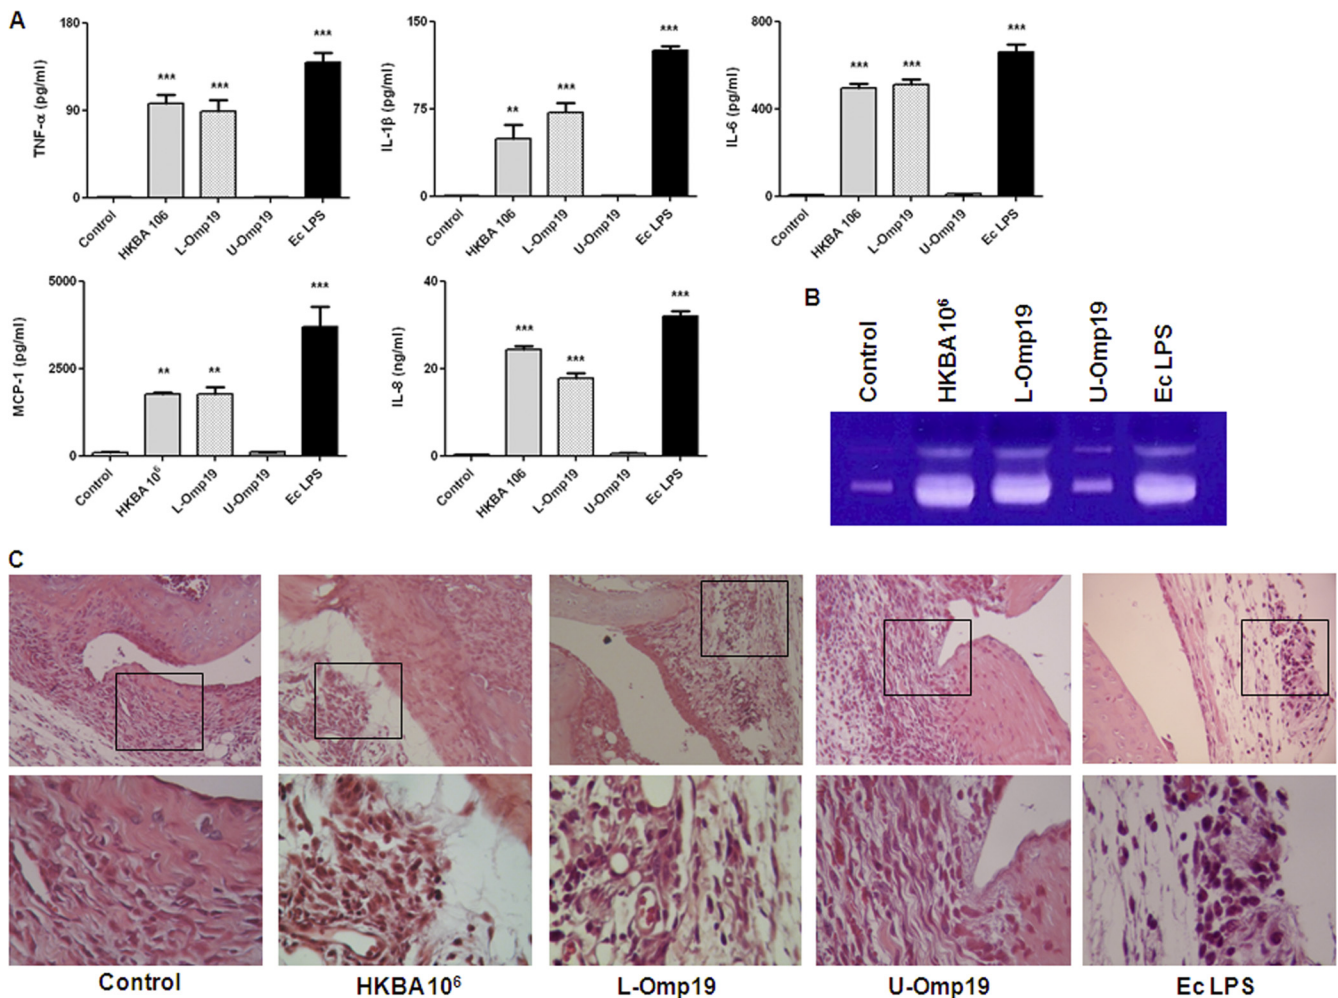 A
TNF-α (pg/ml)
180
90
0
***
***
***
Control
HKBA 106
L-Omp19
U-Omp19
Ec LPS
IL-1β (pg/ml)
150
75
0
**
***
***
Control
HKBA 106
L-Omp19
U-Omp19
Ec LPS
IL-6 (pg/ml)
800
400
0
***
***
***
Control
HKBA 106
L-Omp19
U-Omp19
Ec LPS
MCP-1 (pg/ml)
5000
2500
0
**
**
***
Control
HKBA 10⁶
L-Omp19
U-Omp19
Ec LPS
IL-8 (ng/ml)
40
20
0
***
***
***
Control
HKBA 106
L-Omp19
U-Omp19
Ec LPS
B
Control
HKBA10⁶
L-Omp19
U-Omp19
Ec LPS
C
Control
HKBA10⁶
L-Omp19
U-Omp19
Ec LPS